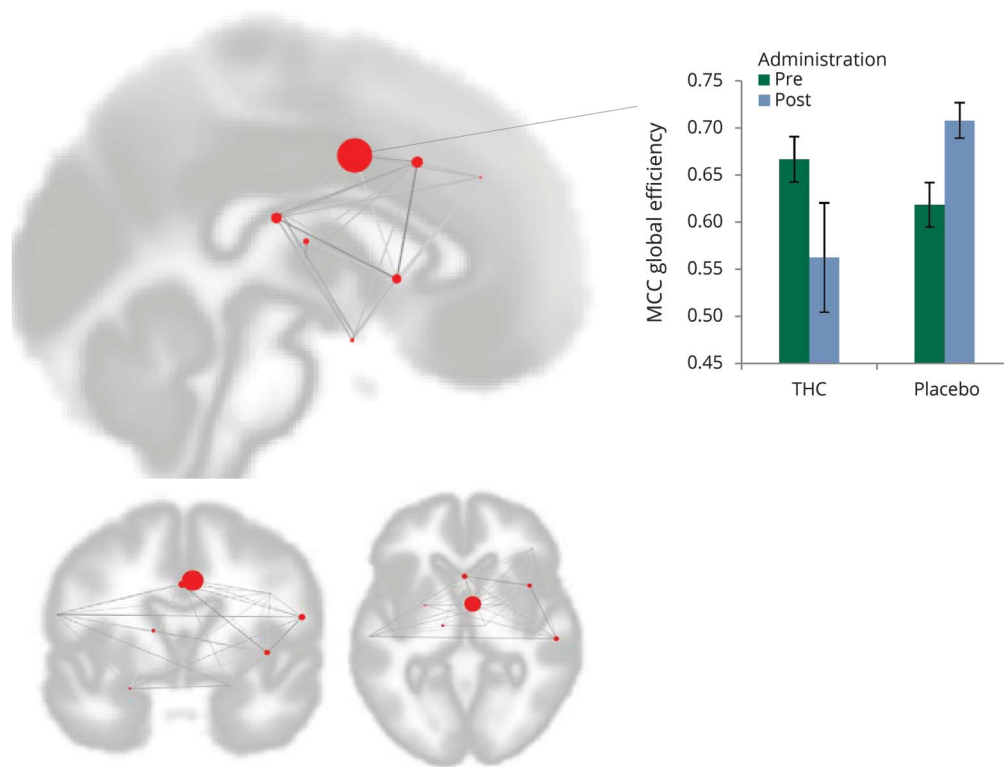 Administration
Pre
Post
MCC global efficiency
0.75
0.70
0.65
0.60
0.55
0.50
0.45
THC
Placebo